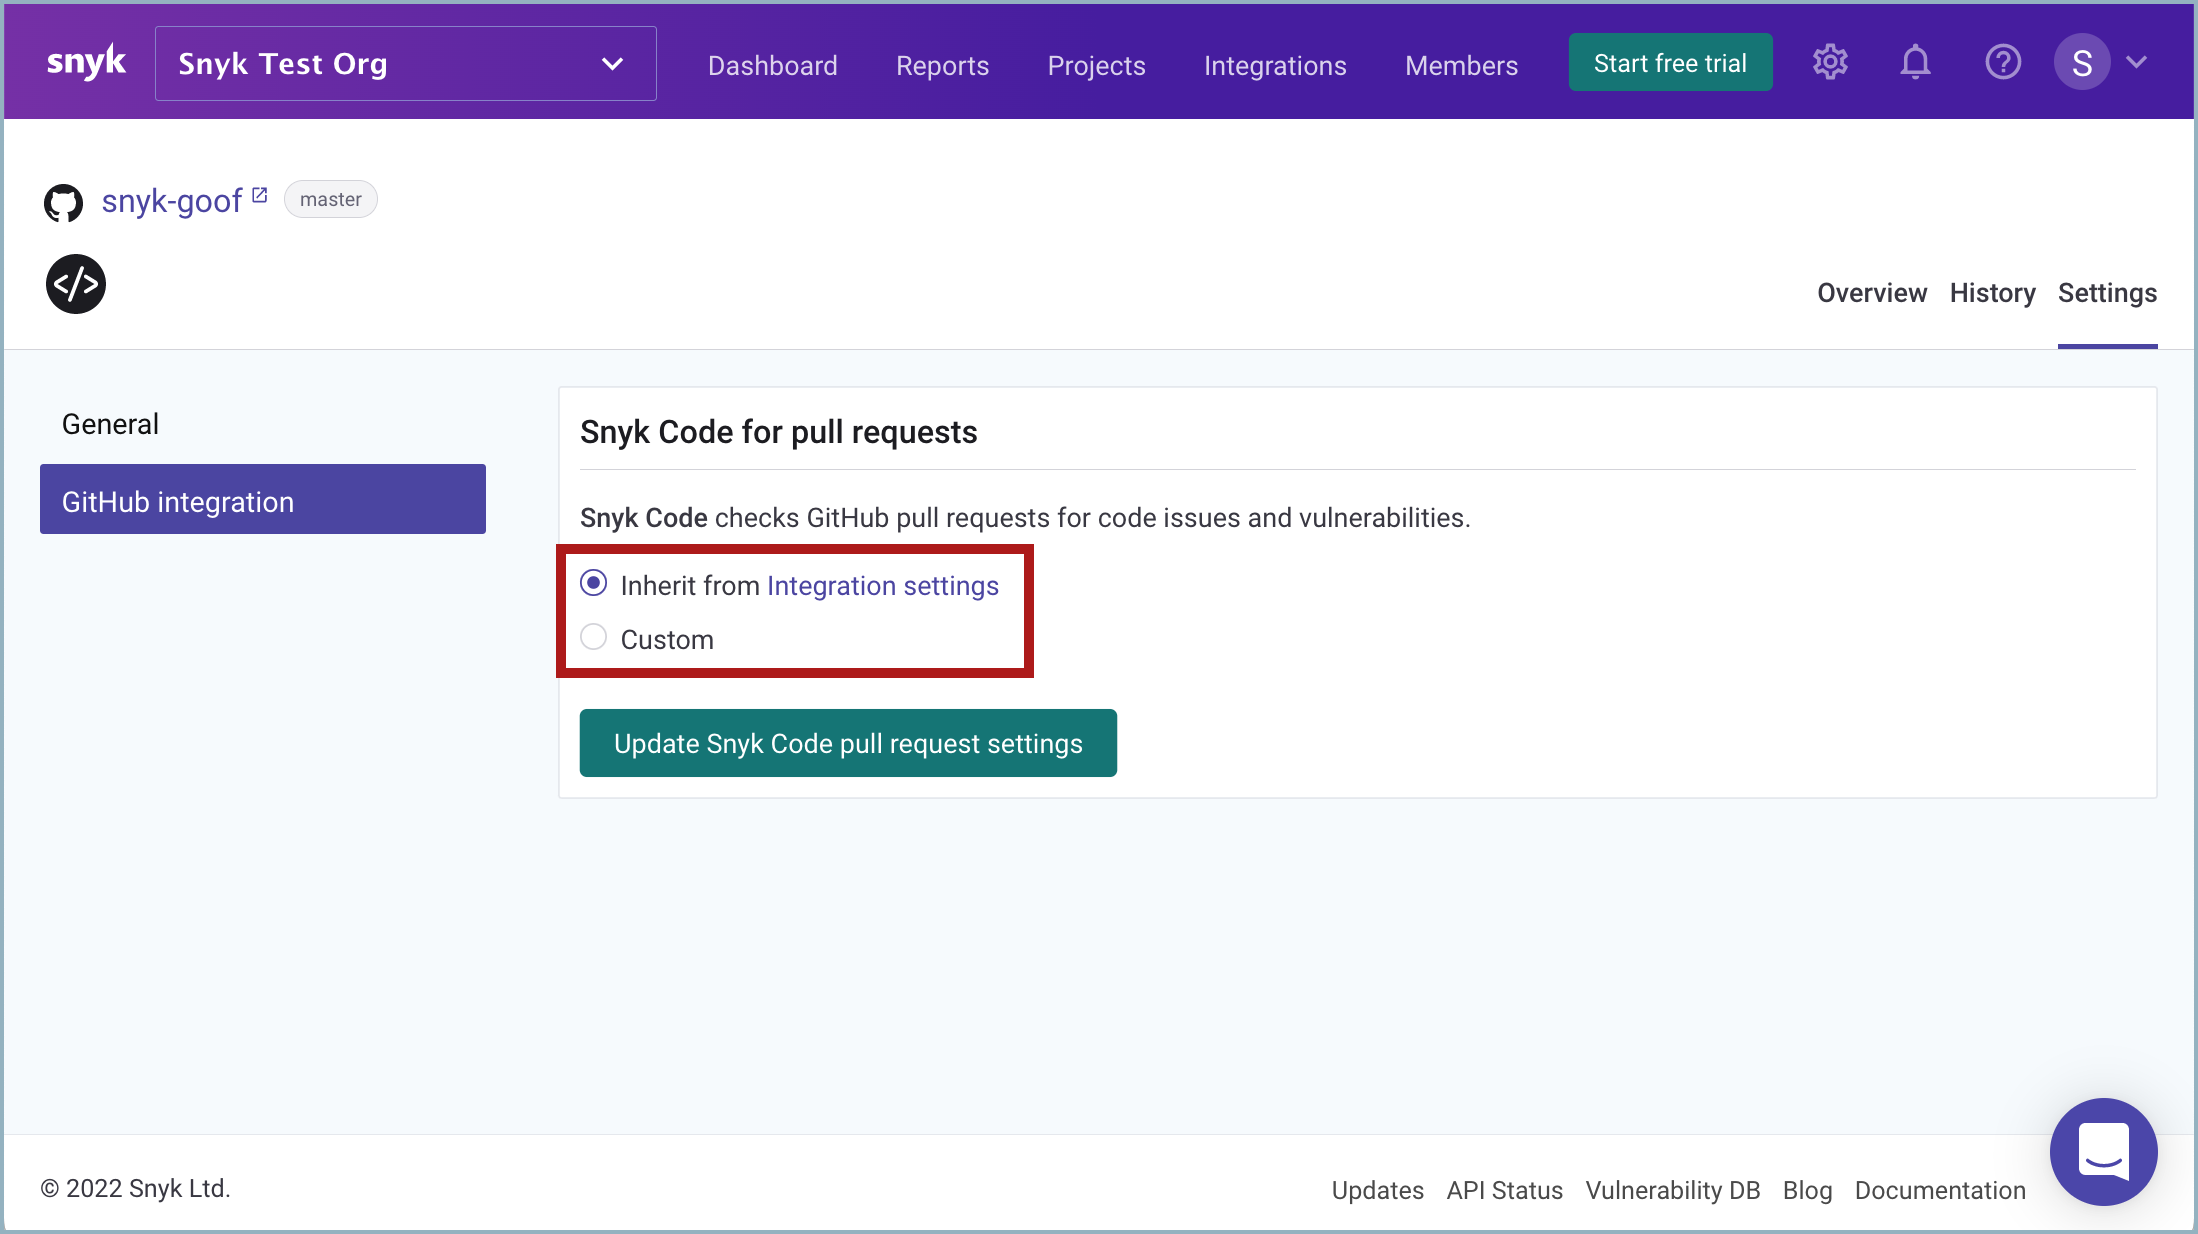 snyk Snyk Test Org Dashboard Reports Projects Integrations Members Start free trial S
snyk-goof master
</>
Overview History Settings
General
GitHub integration
Snyk Code for pull requests
Snyk Code checks GitHub pull requests for code issues and vulnerabilities.
Inherit from Integration settings
Custom
Update Snyk Code pull request settings
© 2022 Snyk Ltd.
Updates API Status Vulnerability DB Blog Documentation